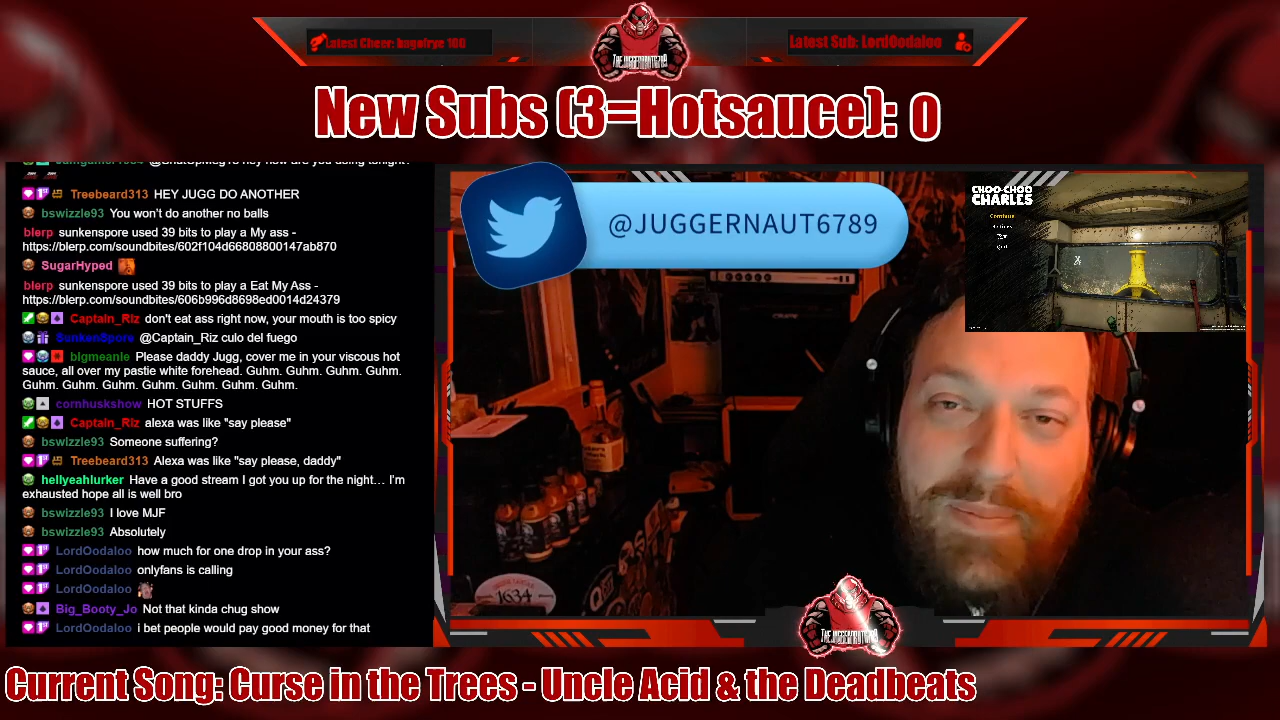 Latest Cheer: bugofrye 100
Latest Sub: LordOodaloo
New Subs (3=Hotsauce): 0
Treebeard313 HEY JUGG DO ANOTHER
bswizzle93 You won't do another no balls
blerp sunkenspore used 39 bits to play a My ass -
https://blerp.com/soundbites/602f104d66808800147ab870
SugarHyped
blerp sunkenspore used 39 bits to play a Eat My Ass -
https://blerp.com/soundbites/606b996d8698ed0014d24379
Captain_Riz don't eat ass right now, your mouth is too spicy
SunkenSpore @Captain_Riz culo del fuego
bigmeanie Please daddy Jugg, cover me in your viscous hot
sauce, all over my pastie white forehead. Guhm. Guhm. Guhm. Guhm.
Guhm. Guhm. Guhm. Guhm. Guhm. Guhm. Guhm.
cornhuskshow HOT STUFFS
Captain_Riz alexa was like "say please"
bswizzle93 Someone suffering?
Treebeard313 Alexa was like "say please, daddy"
hellyeahlurker Have a good stream I got you up for the night… I'm
exhausted hope all is well bro
bswizzle93 I love MJF
bswizzle93 Absolutely
LordOodaloo how much for one drop in your ass?
LordOodaloo onlyfans is calling
LordOodaloo
Big_Booty_Jo Not that kinda chug show
LordOodaloo i bet people would pay good money for that
@JUGGERNAUT6789
CHOO-CHOO
CHARLES
Continue
Quit
1634
Current Song: Curse in the Trees - Uncle Acid & the Deadbeats